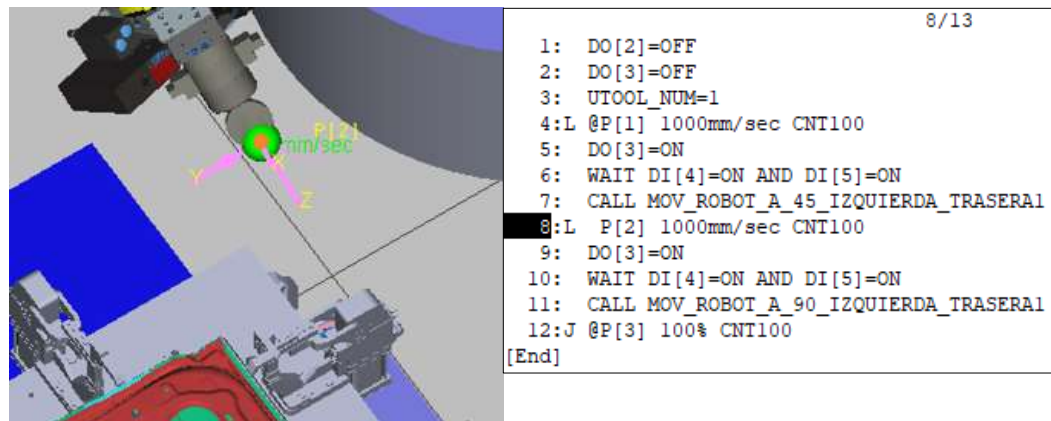 P[2]
mm/sec
Y
X
Z
8/13
1: DO[2]=OFF
2: DO[3]=OFF
3: UTOOL_NUM=1
4:L @P[1] 1000mm/sec CNT100
5: DO[3]=ON
6: WAIT DI[4]=ON AND DI[5]=ON
7: CALL MOV_ROBOT_A_45_IZQUIERDA_TRASERA1
8:L P[2] 1000mm/sec CNT100
9: DO[3]=ON
10: WAIT DI[4]=ON AND DI[5]=ON
11: CALL MOV_ROBOT_A_90_IZQUIERDA_TRASERA1
12:J @P[3] 100% CNT100
[End]